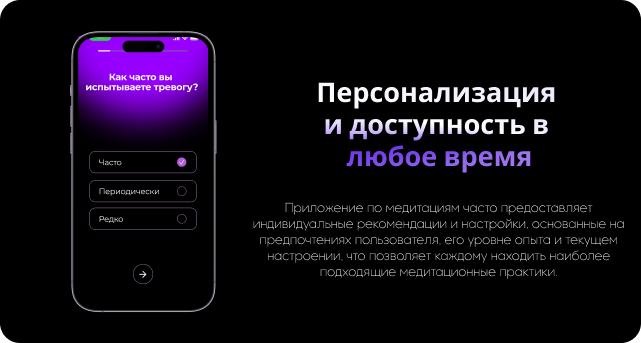 Как часто вы
испытываете тревогу?
Часто
Периодически
Редко
Персонализация
и доступность в
любое время
Приложение по медитациям часто предоставляет
индивидуальные рекомендации и настройки, основанные на
предпочтениях пользователя, его уровне опыта и текущем
настроении, что позволяет каждому находить наиболее
подходящие медитационные практики.